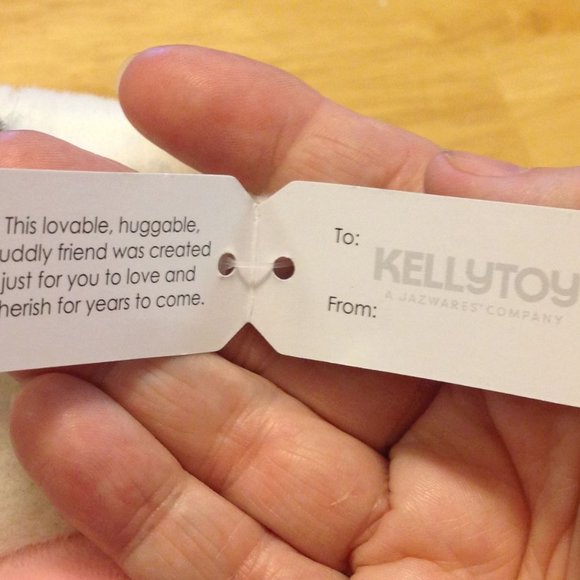 This lovable, huggable,
uddly friend was created
just for you to love and
herish for years to come.
To:
KELLYTOY
A JAZWARES® COMPANY
From: